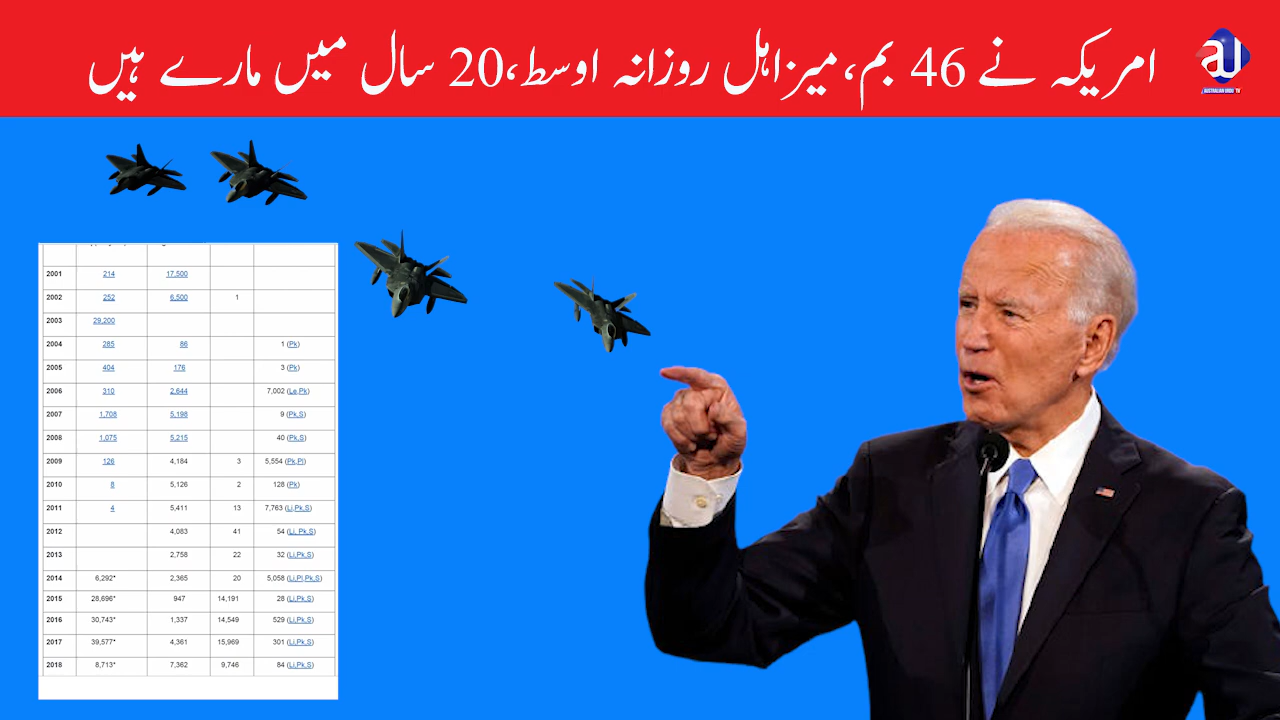 امریکہ نے 46 بم،میزاہل روزانہ اوسط،20 سال میں مارے ہیں
au
AUSTRALIAN URDU TV
2001 214 17,500
2002 252 6,500 1
2003 29,200
2004 285 86 1 (Pk)
2005 404 176 3 (Pk)
2006 310 2,644 7,002 (Le,Pk)
2007 1,708 5,198 9 (Pk,S)
2008 1,075 5,215 40 (Pk,S)
2009 126 4,184 3 5,554 (Pk,Pl)
2010 8 5,126 2 128 (Pk)
2011 4 5,411 13 7,763 (Li,Pk,S)
2012 4,083 41 54 (Li, Pk,S)
2013 2,758 22 32 (Li,Pk,S)
2014 6,292* 2,365 20 5,058 (Li,Pl,Pk,S)
2015 28,696* 947 14,191 28 (Li,Pk,S)
2016 30,743* 1,337 14,549 529 (Li,Pk,S)
2017 39,577* 4,361 15,969 301 (Li,Pk,S)
2018 8,713* 7,362 9,746 84 (Li,Pk,S)